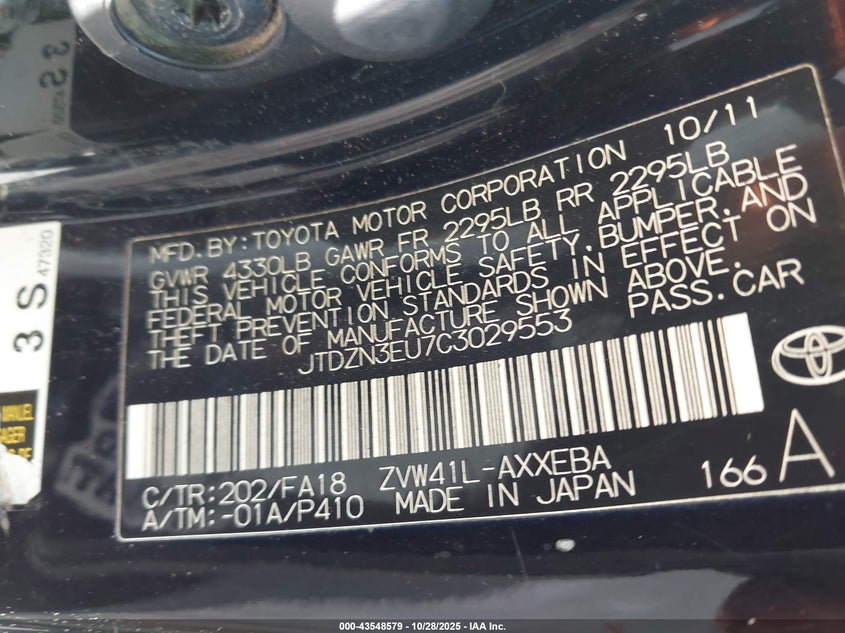 MFD.BY:TOYOTA MOTOR CORPORATION 10/11
GVWR 4330LB GAWR FR 2295LB RR 2295LB
THIS VEHICLE CONFORMS TO ALL APPLICABLE
FEDERAL MOTOR VEHICLE SAFETY,BUMPER,AND
THEFT PREVENTION STANDARDS IN EFFECT ON
THE DATE OF MANUFACTURE SHOWN ABOVE.
JTDZN3EU7C3029553 PASS.CAR
C/TR:202/FA18 ZVW41L-AXXEBA
A/TM:-01A/P410 MADE IN JAPAN 166 A
3 S
47320
000-43548579 | 10/28/2025 | IAA Inc.